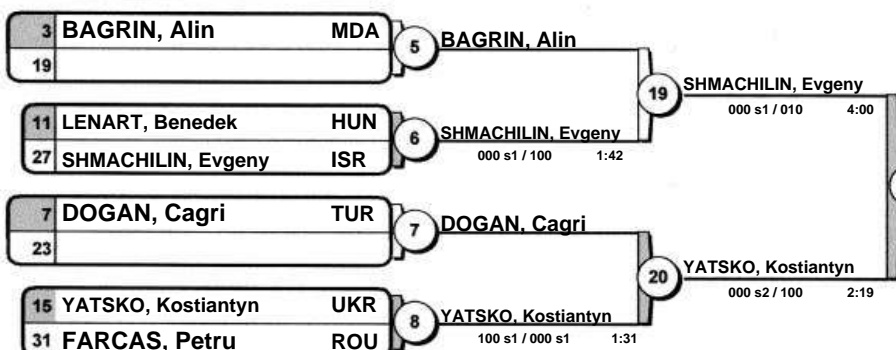 3 BAGRIN, Alin MDA
19
5
BAGRIN, Alin
11 LENART, Benedek HUN
27 SHMACHILIN, Evgeny ISR
6
SHMACHILIN, Evgeny
000 s1 / 100 1:42
19
SHMACHILIN, Evgeny
000 s1 / 010 4:00
7 DOGAN, Cagri TUR
23
7
DOGAN, Cagri
15 YATSKO, Kostiantyn UKR
31 FARCAS, Petru ROU
8
YATSKO, Kostiantyn
100 s1 / 000 s1 1:31
20
YATSKO, Kostiantyn
000 s2 / 100 2:19